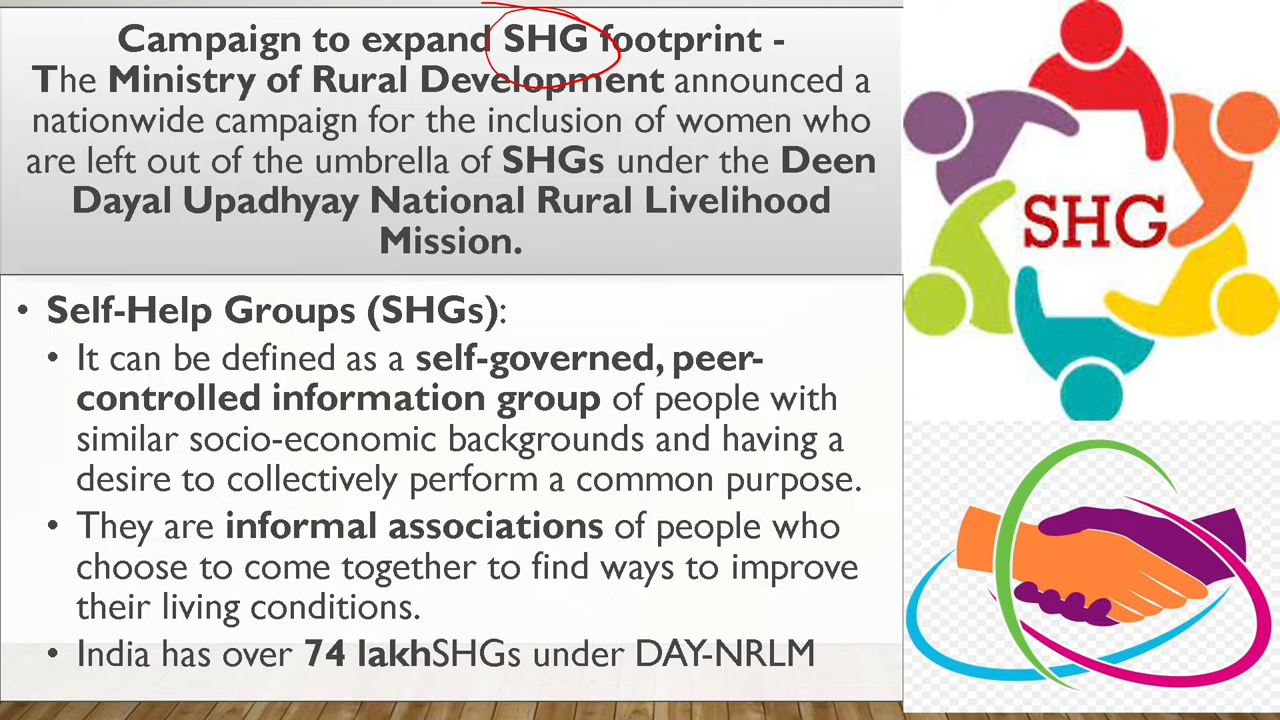 Campaign to expand SHG footprint -
The Ministry of Rural Development announced a
nationwide campaign for the inclusion of women who
are left out of the umbrella of SHGs under the Deen
Dayal Upadhyay National Rural Livelihood
Mission.
SHG
• Self-Help Groups (SHGs):
• It can be defined as a self-governed, peer-
controlled information group of people with
similar socio-economic backgrounds and having a
desire to collectively perform a common purpose.
• They are informal associations of people who
choose to come together to find ways to improve
their living conditions.
• India has over 74 lakhSHGs under DAY-NRLM